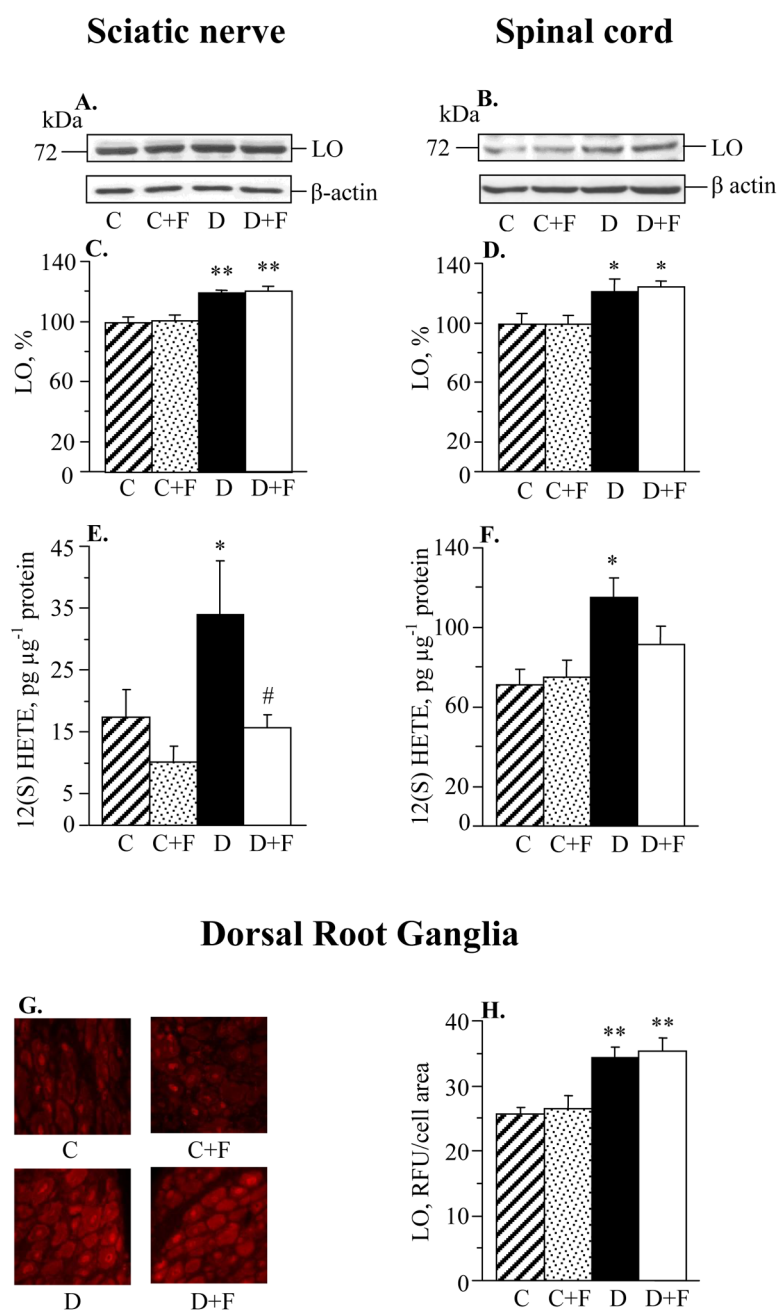 Sciatic nerve
Spinal cord
A.
kDa
72
LO
β-actin
C C+F D D+F
B.
kDa
72
LO
β actin
C C+F D D+F
C.
LO, %
140
100
60
20
0
** **
C C+F D D+F
D.
LO, %
140
100
60
20
0
* *
C C+F D D+F
E.
12(S) HETE, pg µg⁻¹ protein
45
35
25
15
5
0
*
#
C C+F D D+F
F.
12(S) HETE, pg µg⁻¹ protein
140
100
60
20
0
*
C C+F D D+F
Dorsal Root Ganglia
G.
C C+F
D D+F
H.
LO, RFU/cell area
40
30
20
10
0
** **
C C+F D D+F